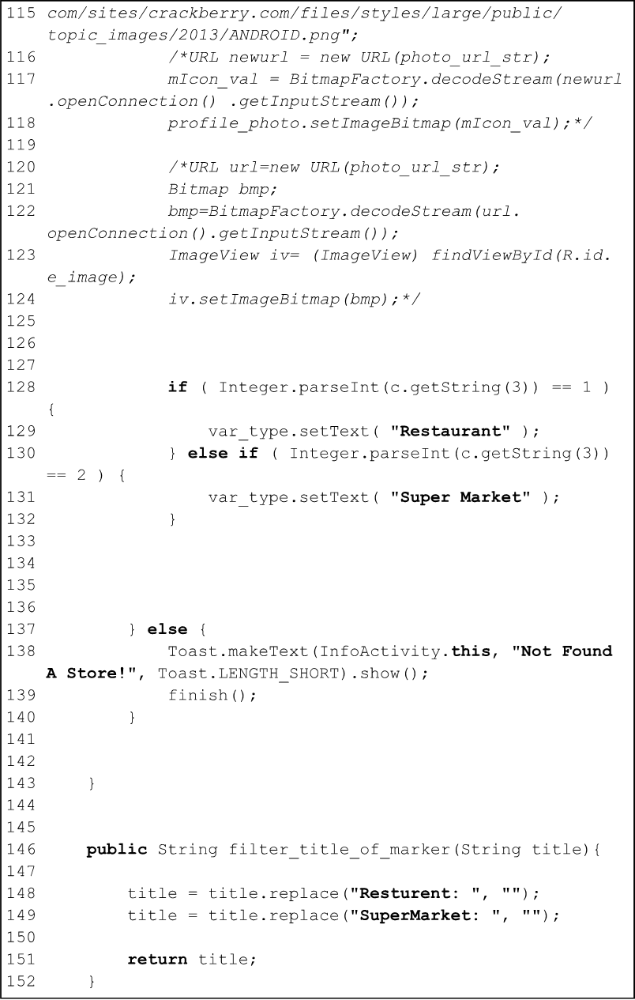 115 com/sites/crackberry.com/files/styles/large/public/
topic_images/2013/ANDROID.png";
116 /*URL newurl = new URL(photo_url_str);
117 mIcon_val = BitmapFactory.decodeStream(newurl
.openConnection() .getInputStream());
118 profile_photo.setImageBitmap(mIcon_val);*/
119
120 /*URL url=new URL(photo_url_str);
121 Bitmap bmp;
122 bmp=BitmapFactory.decodeStream(url.
openConnection().getInputStream());
123 ImageView iv= (ImageView) findViewById(R.id.
e_image);
124 iv.setImageBitmap(bmp);*/
125
126
127
128 if ( Integer.parseInt(c.getString(3)) == 1 )
{
129 var_type.setText( "Restaurant" );
130 } else if ( Integer.parseInt(c.getString(3))
== 2 ) {
131 var_type.setText( "Super Market" );
132 }
133
134
135
136
137 } else {
138 Toast.makeText(InfoActivity.this, "Not Found
A Store!", Toast.LENGTH_SHORT).show();
139 finish();
140 }
141
142
143 }
144
145
146 public String filter_title_of_marker(String title){
147
148 title = title.replace("Resturent: ", "");
149 title = title.replace("SuperMarket: ", "");
150
151 return title;
152 }